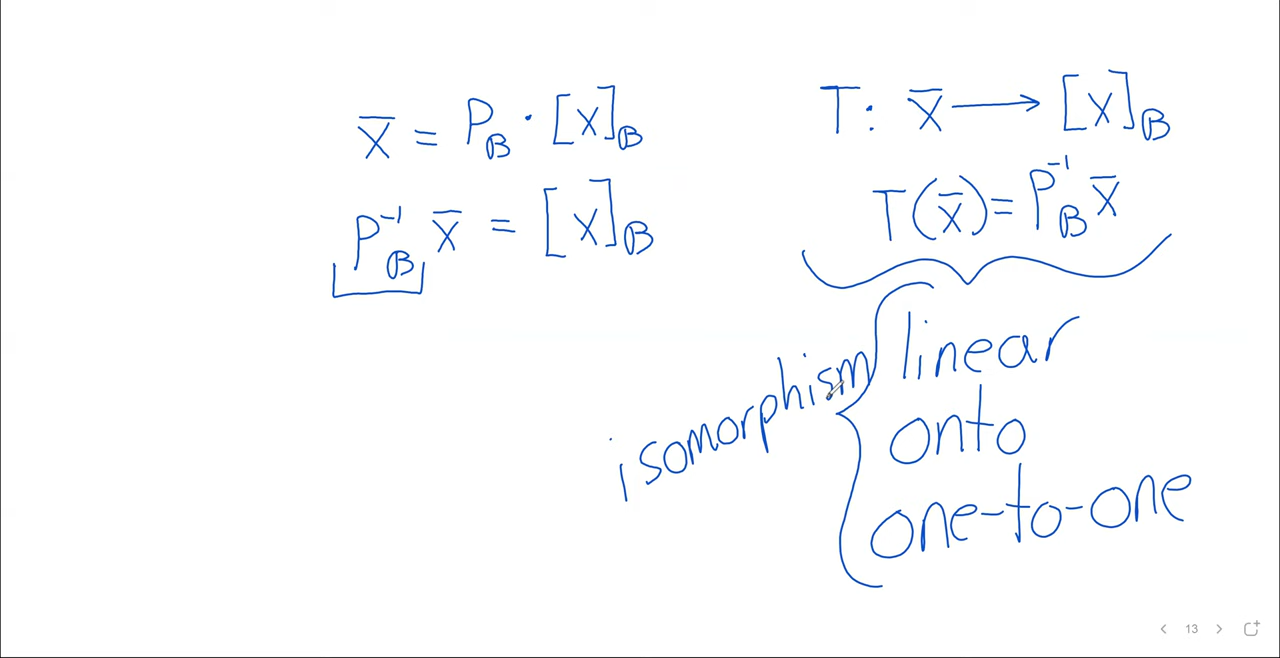 x̄ = P_B · [x]_B
P_B^-1 x̄ = [x]_B
T: x̄ ⟶ [x]_B
T(x̄) = P_B^-1 x̄
isomorphism
linear
onto
one-to-one
13